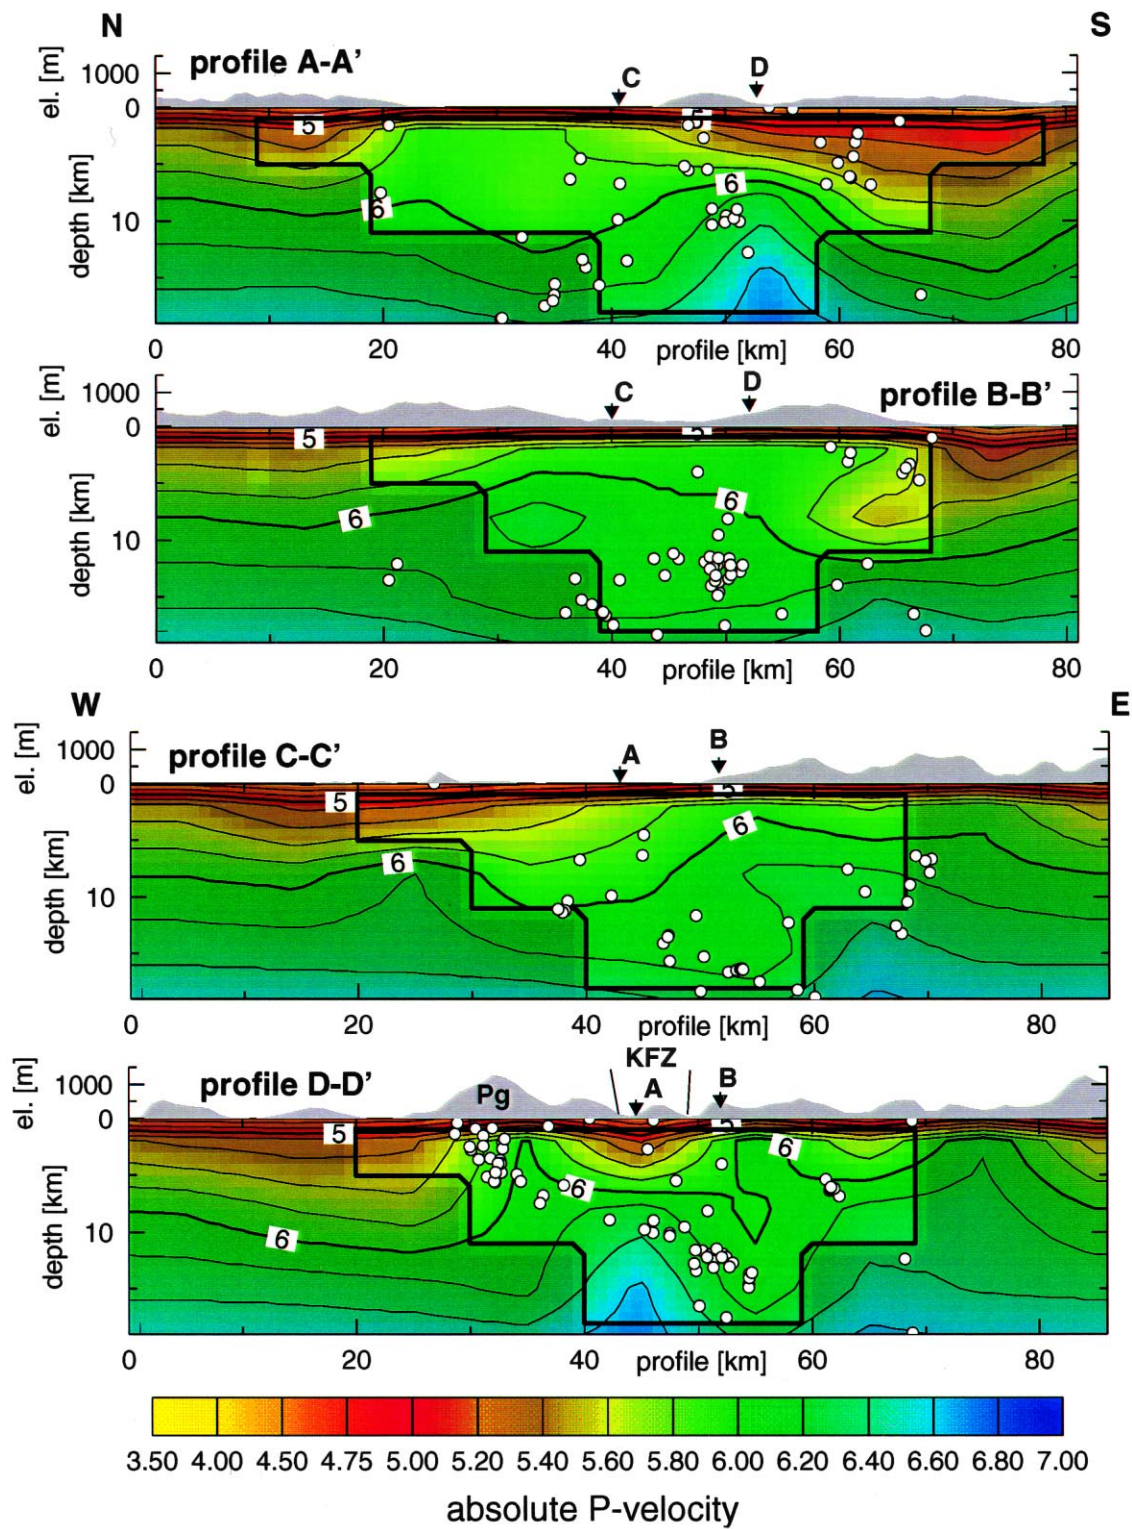 N S
profile A-A'
el. [m]
1000
0
C D
5 5
6 6
10
depth [km]
0 20 40 profile [km] 60 80
el. [m]
1000
0
C D
profile B-B'
5 5
6 6
10
depth [km]
0 20 40 profile [km] 60 80
W E
el. [m]
1000
0
profile C-C'
A B
5 5
6 6
10
depth [km]
0 20 40 profile [km] 60 80
KFZ
el. [m]
1000
0
profile D-D'
Pg A B
5 5
6 6 6
10
depth [km]
0 20 40 profile [km] 60 80
3.50 4.00 4.50 4.75 5.00 5.20 5.40 5.60 5.80 6.00 6.20 6.40 6.60 6.80 7.00
absolute P-velocity